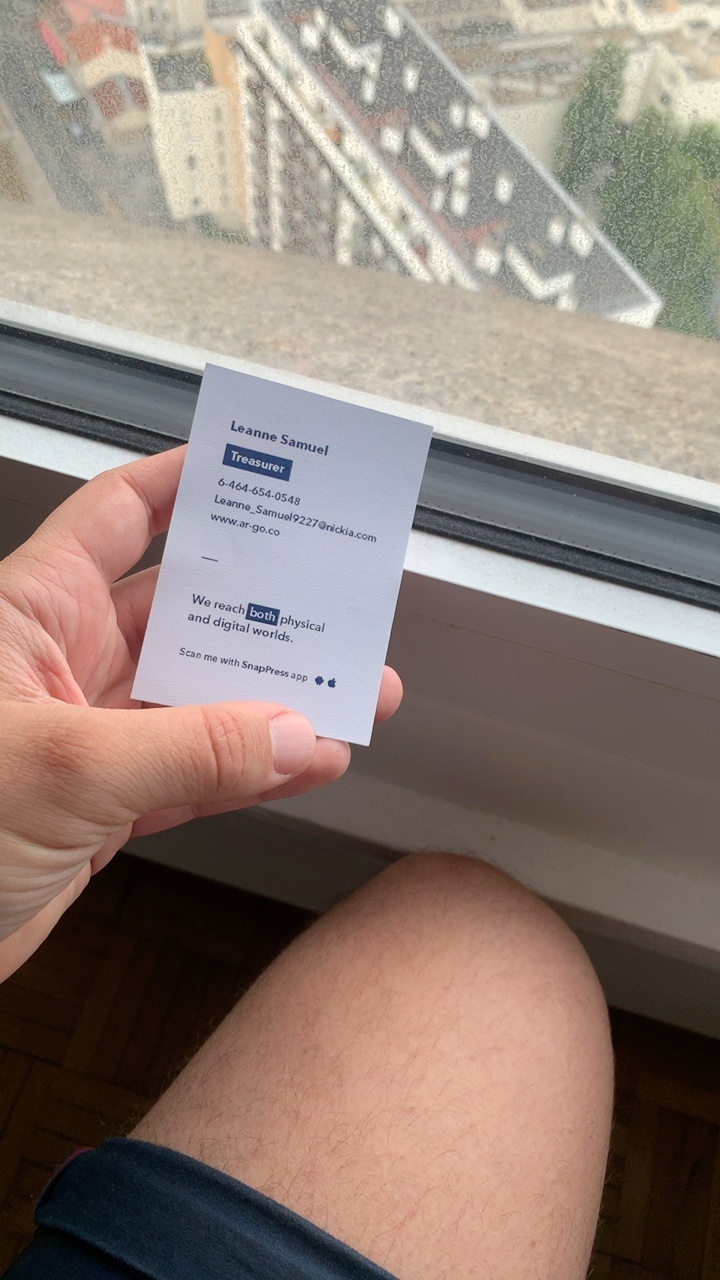 Leanne Samuel
Treasurer
6-464-654-0548
Leanne_Samuel9227@nickia.com
www.ar-go.co
—
We reach both physical
and digital worlds.
Scan me with SnapPress app